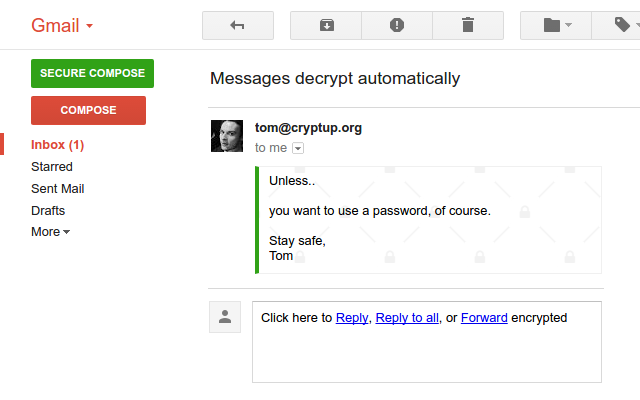 Gmail
SECURE COMPOSE
COMPOSE
Inbox (1)
Starred
Sent Mail
Drafts
More
Messages decrypt automatically
tom@cryptup.org
to me
Unless..
you want to use a password, of course.
Stay safe,
Tom
Click here to Reply, Reply to all, or Forward encrypted